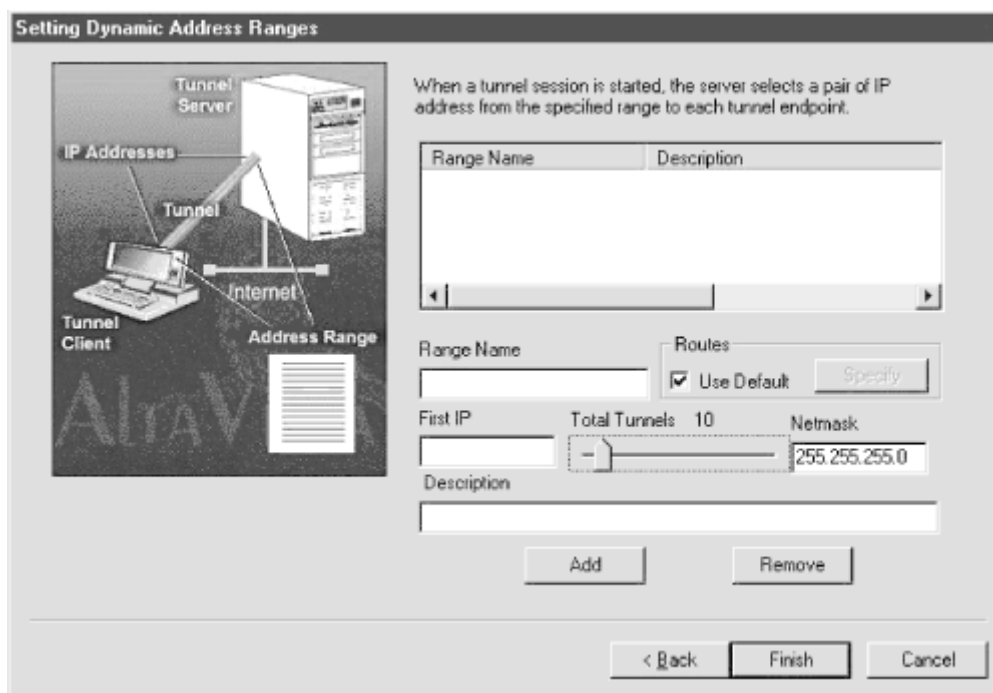 Setting Dynamic Address Ranges
Tunnel
Server
IP Addresses
Tunnel
Internet
Tunnel
Client
Address Range
ALTAVISTA
When a tunnel session is started, the server selects a pair of IP
address from the specified range to each tunnel endpoint.
Range Name Description
Range Name
Routes
Use Default
Specify
First IP
Total Tunnels 10
Netmask
255.255.255.0
Description
Add Remove
< Back Finish Cancel